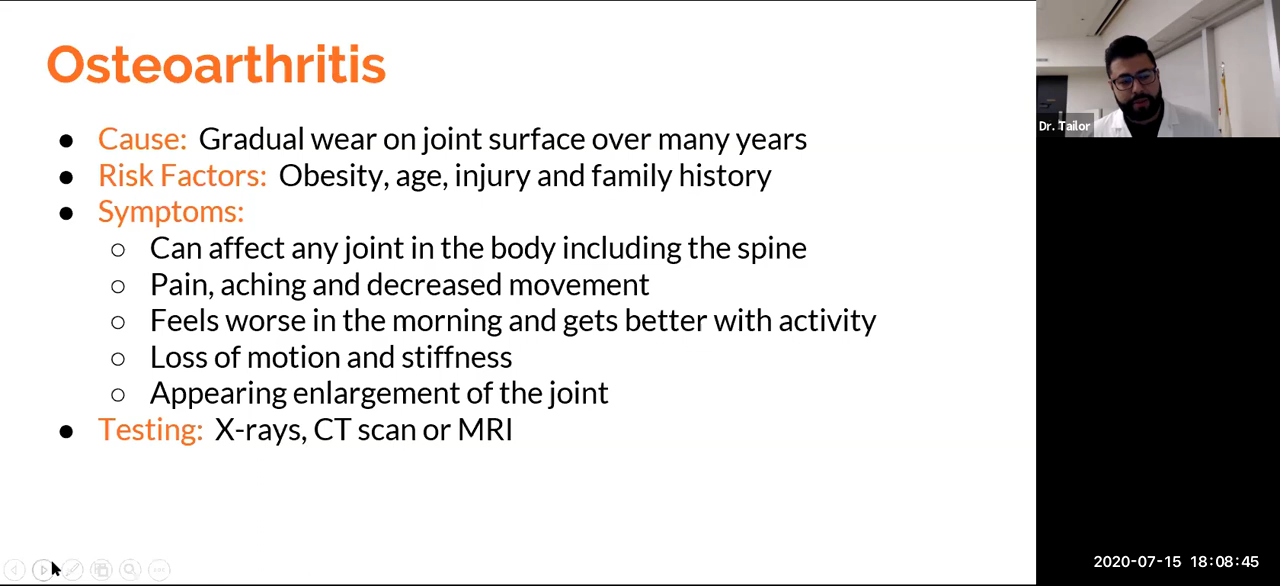 Osteoarthritis
● Cause: Gradual wear on joint surface over many years
● Risk Factors: Obesity, age, injury and family history
● Symptoms:
○ Can affect any joint in the body including the spine
○ Pain, aching and decreased movement
○ Feels worse in the morning and gets better with activity
○ Loss of motion and stiffness
○ Appearing enlargement of the joint
● Testing: X-rays, CT scan or MRI
Dr. Tailor
2020-07-15 18:08:45